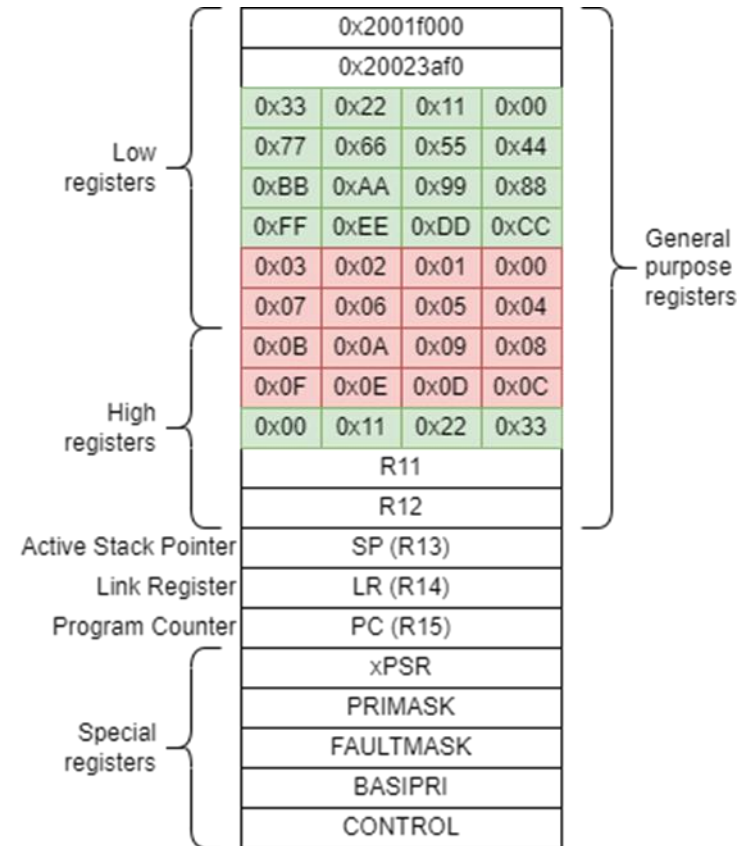 0x2001f000
0x20023af0
0x33 0x22 0x11 0x00
0x77 0x66 0x55 0x44
Low
registers
0xBB 0xAA 0x99 0x88
0xFF 0xEE 0xDD 0xCC
General
purpose
registers
0x03 0x02 0x01 0x00
0x07 0x06 0x05 0x04
0x0B 0x0A 0x09 0x08
0x0F 0x0E 0x0D 0x0C
High
registers
0x00 0x11 0x22 0x33
R11
R12
Active Stack Pointer SP (R13)
Link Register LR (R14)
Program Counter PC (R15)
xPSR
PRIMASK
Special
registers
FAULTMASK
BASIPRI
CONTROL